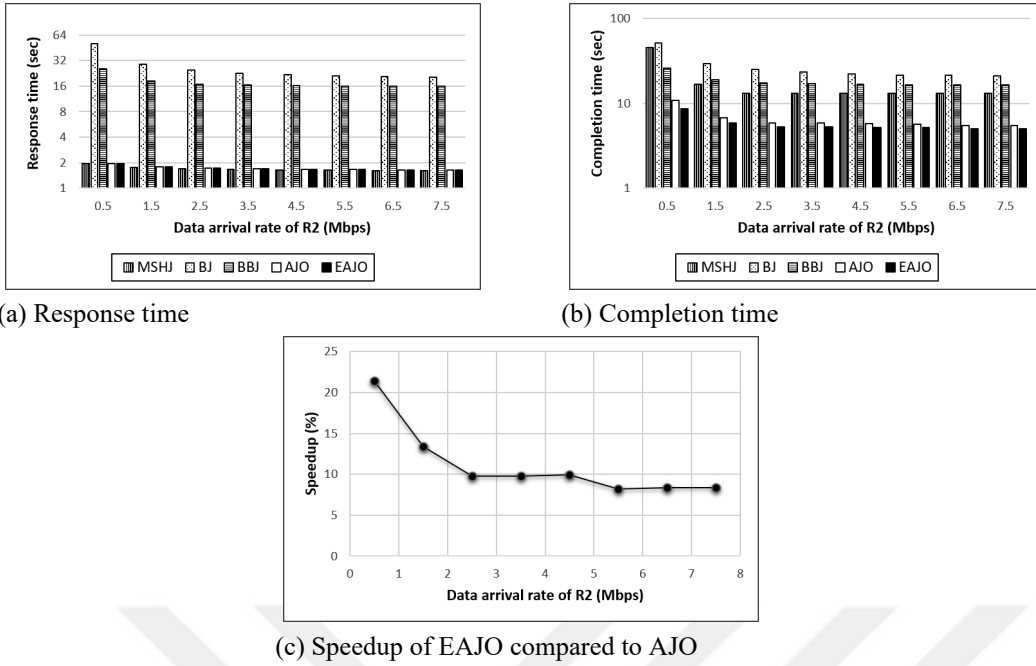 Response time (sec)
64
32
16
8
4
2
1
0.5 1.5 2.5 3.5 4.5 5.5 6.5 7.5
Data arrival rate of R2 (Mbps)
MSHJ BJ BBJ AJO EAJO
(a) Response time
Completion time (sec)
100
10
1
0.5 1.5 2.5 3.5 4.5 5.5 6.5 7.5
Data arrival rate of R2 (Mbps)
MSHJ BJ BBJ AJO EAJO
(b) Completion time
Speedup (%)
25
20
15
10
5
0
0 1 2 3 4 5 6 7 8
Data arrival rate of R2 (Mbps)
(c) Speedup of EAJO compared to AJO